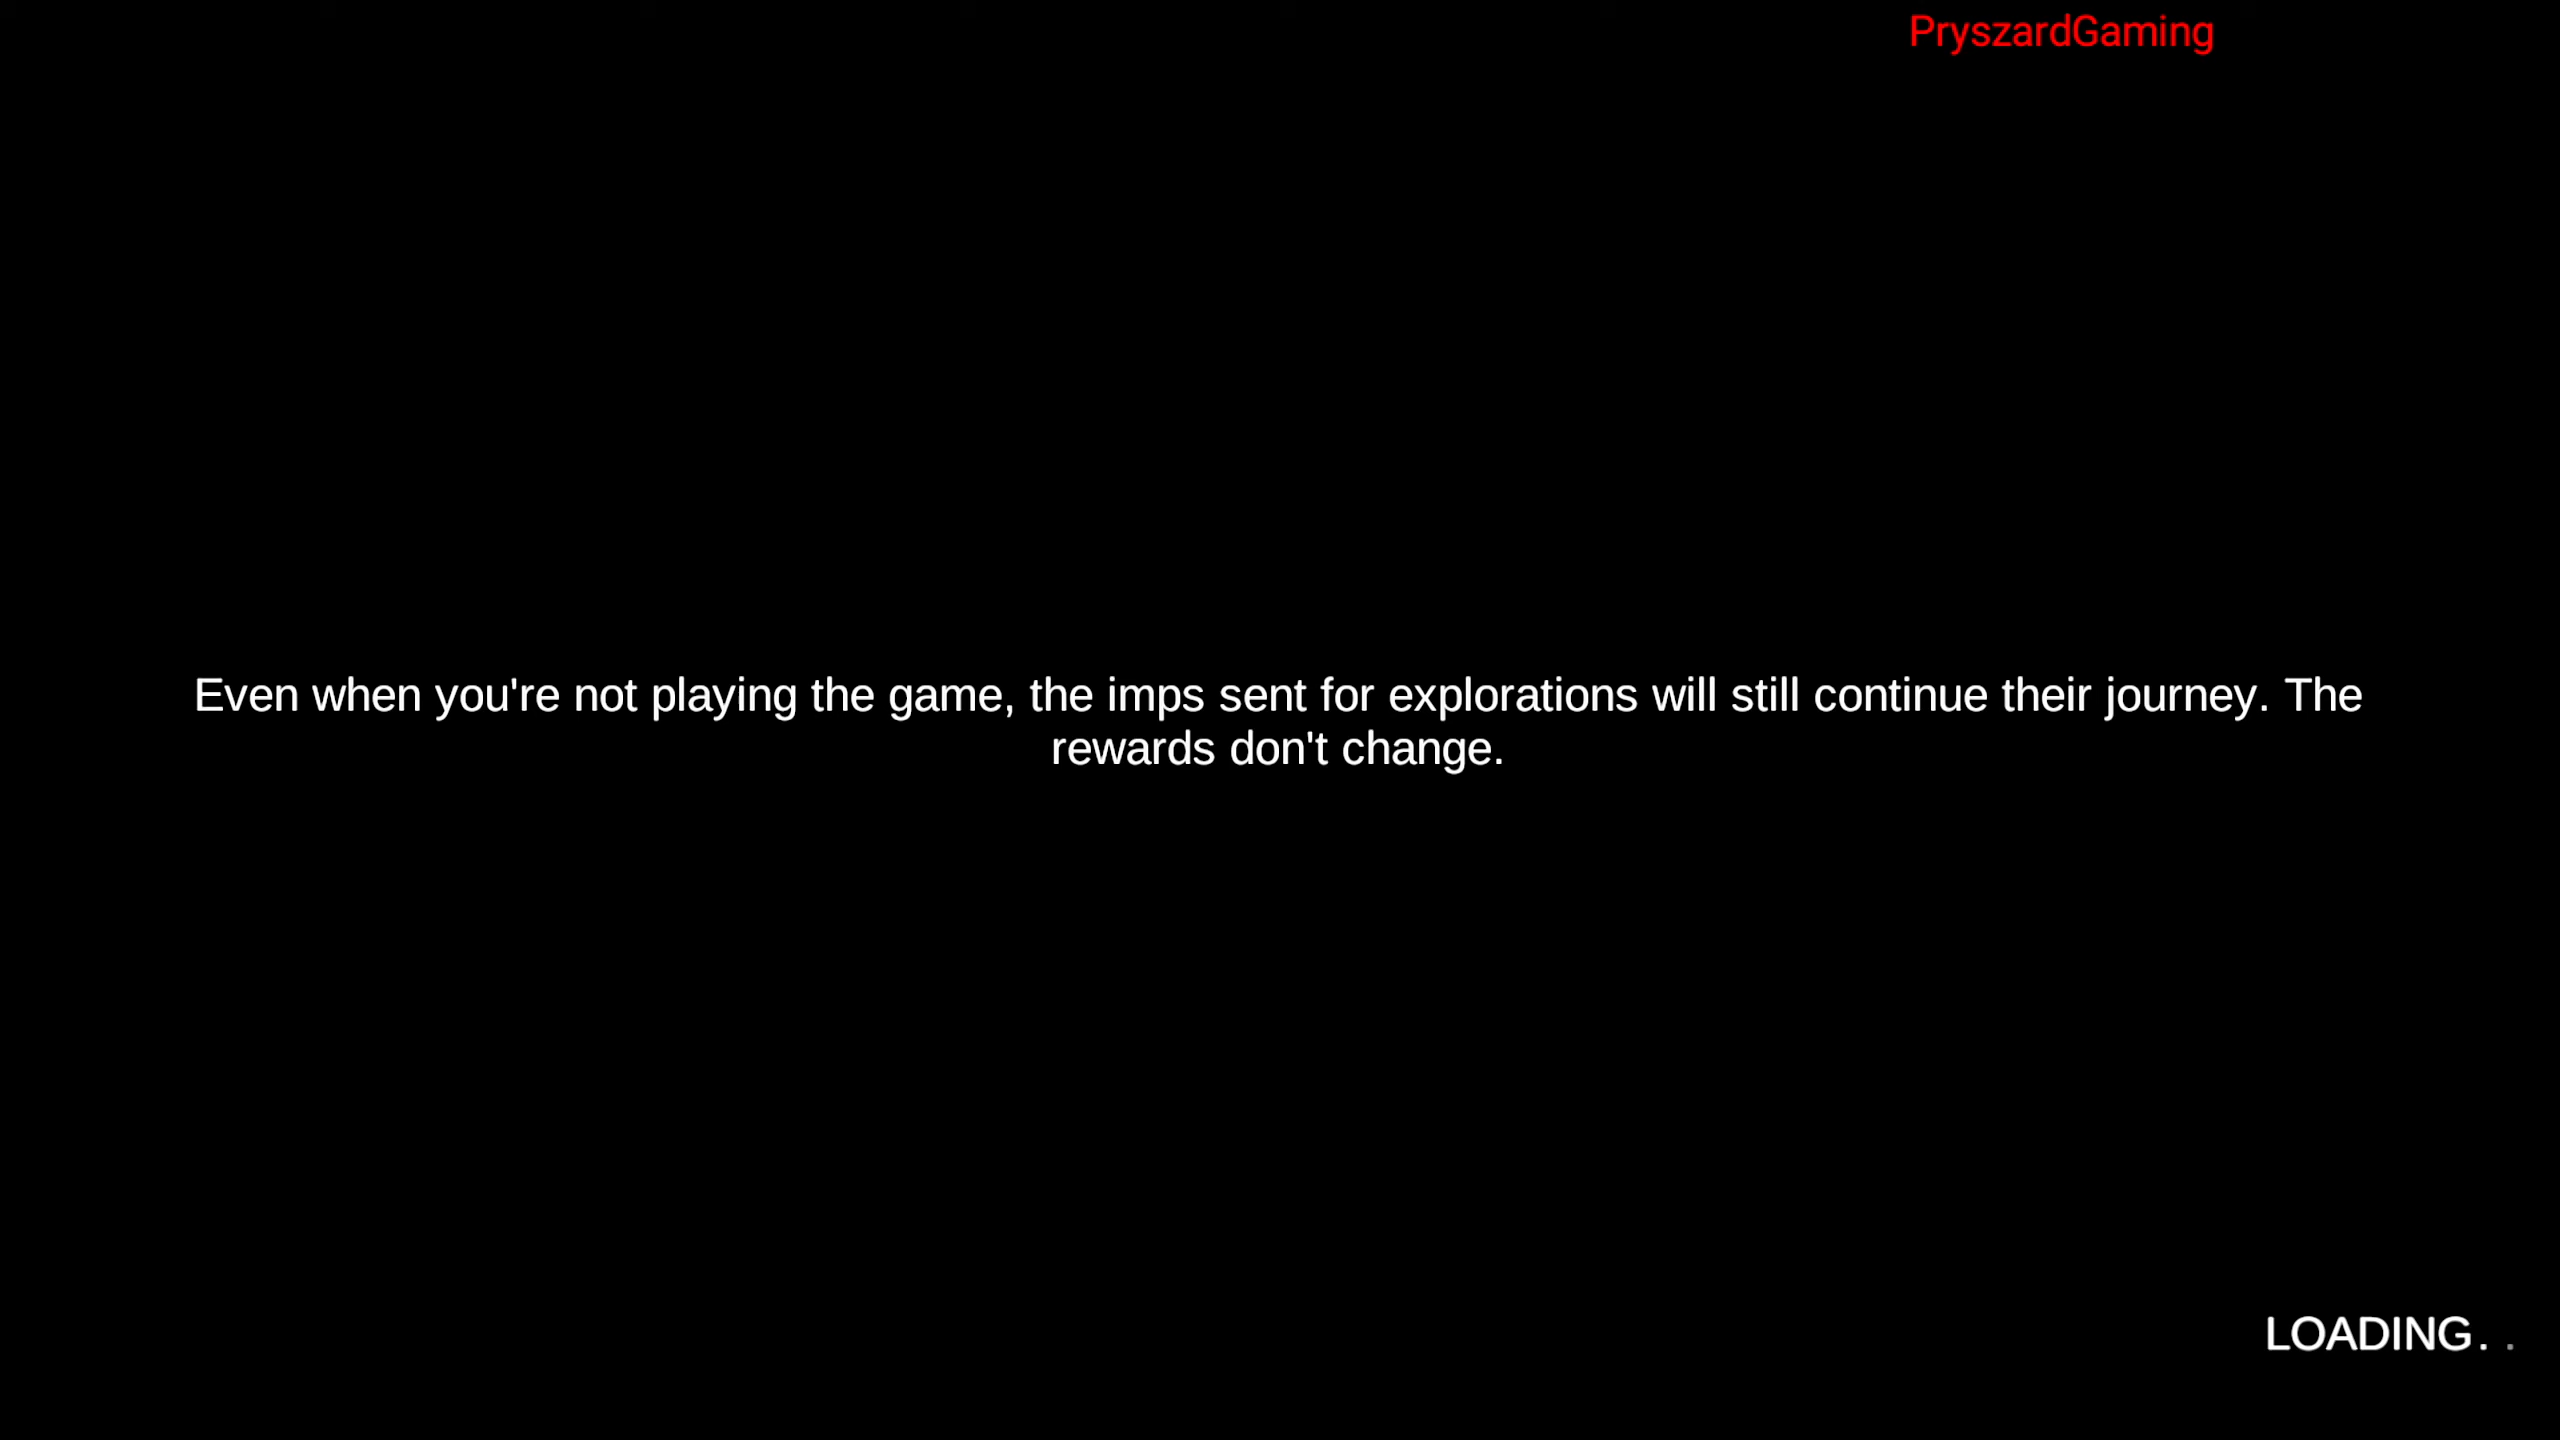 PryszardGaming
Even when you're not playing the game, the imps sent for explorations will still continue their journey. The
rewards don't change.
LOADING. .